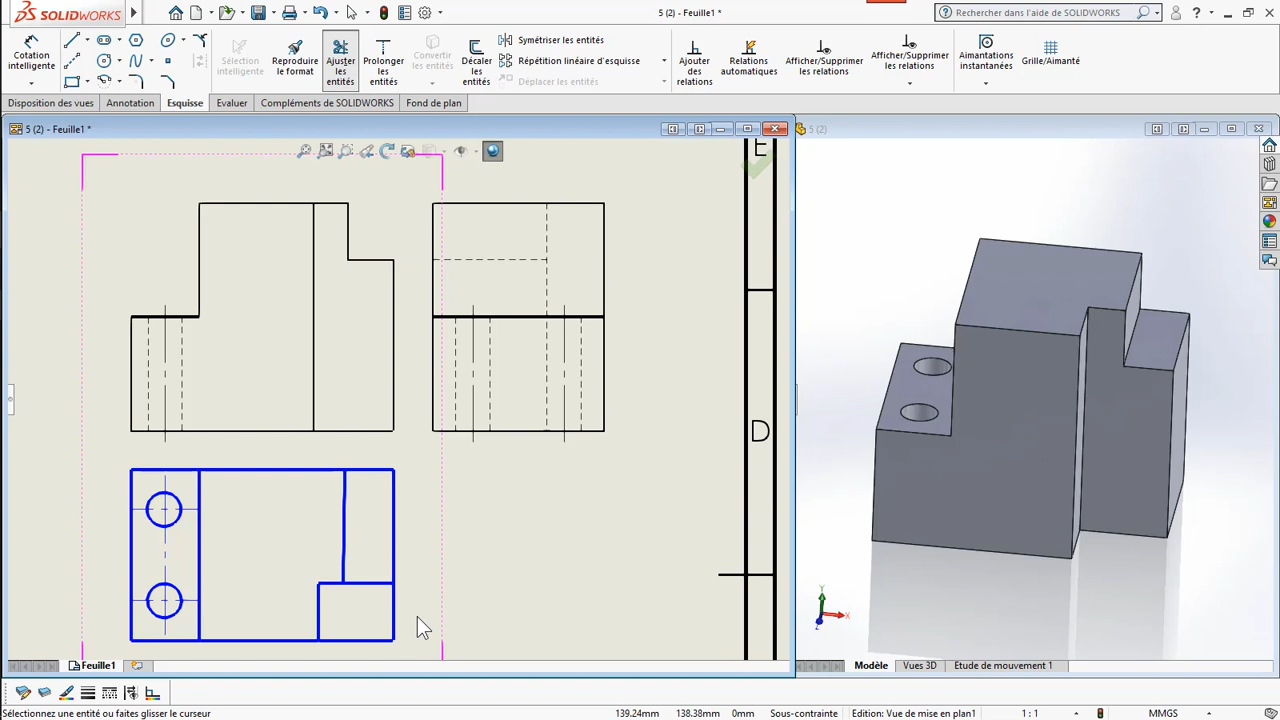 SOLIDWORKS
5 (2) - Feuille1 *
Rechercher dans l'aide de SOLIDWORKS
?
Cotation intelligente
Sélection intelligente
Reproduire le format
Ajuster les entités
Prolonger les entités
Convertir les entités
Décaler les entités
Symétriser les entités
Répétition linéaire d'esquisse
Déplacer les entités
Ajouter des relations
Relations automatiques
Afficher/Supprimer les relations
Afficher/Supprimer les relations
Aimantations instantanées
Grille/Aimanté
Disposition des vues
Annotation
Esquisse
Evaluer
Compléments de SOLIDWORKS
Fond de plan
5 (2) - Feuille1 *
5 (2)
E
D
Y
X
Z
Feuille1
Modèle
Vues 3D
Etude de mouvement 1
Sélectionnez une entité ou faites glisser le curseur
139.24mm
138.38mm
0mm
Sous-contrainte
Edition: Vue de mise en plan1
1 : 1
MMGS